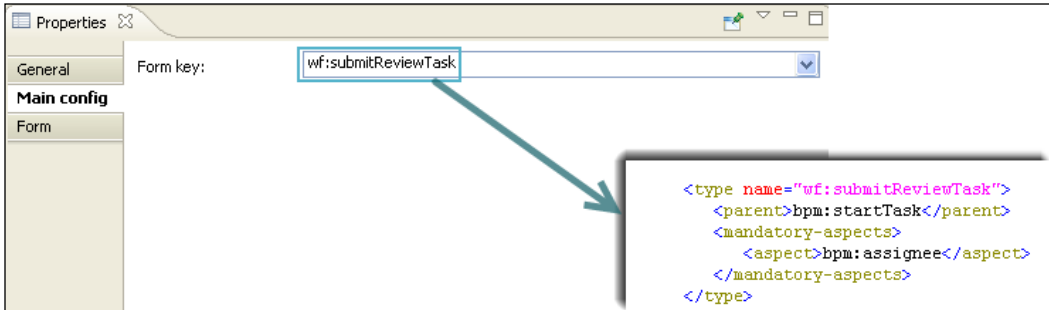 Properties
General
Form key:
wf:submitReviewTask
Main config
Form
<type name="wf:submitReviewTask">
<parent>bpm:startTask</parent>
<mandatory-aspects>
<aspect>bpm:assignee</aspect>
</mandatory-aspects>
</type>